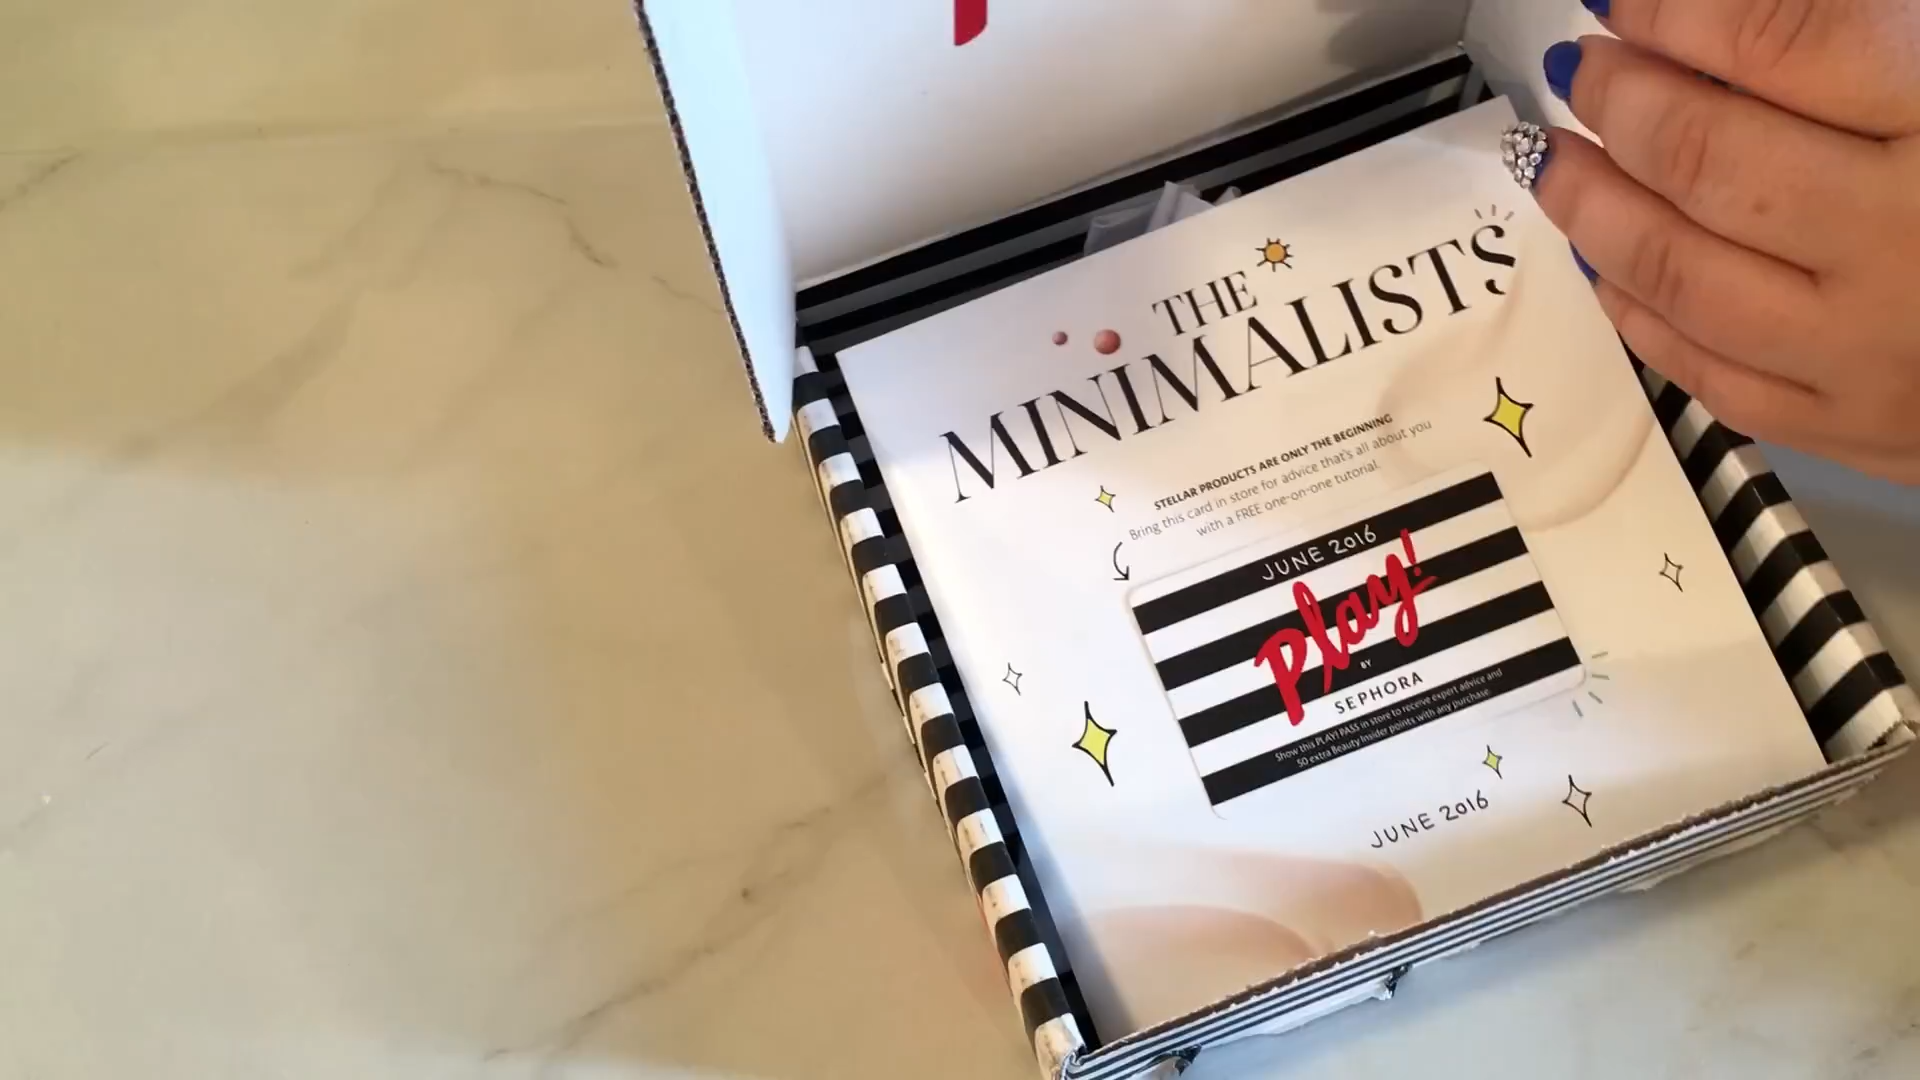 THE
MINIMALISTS
STELLAR PRODUCTS ARE ONLY THE BEGINNING
Bring this card in store for advice that's all about you
with a FREE one-on-one tutorial.
JUNE 2016
Play!
BY
SEPHORA
Show this PLAY! PASS in store to receive expert advice and
50 extra Beauty Insider points with any purchase.
JUNE 2016